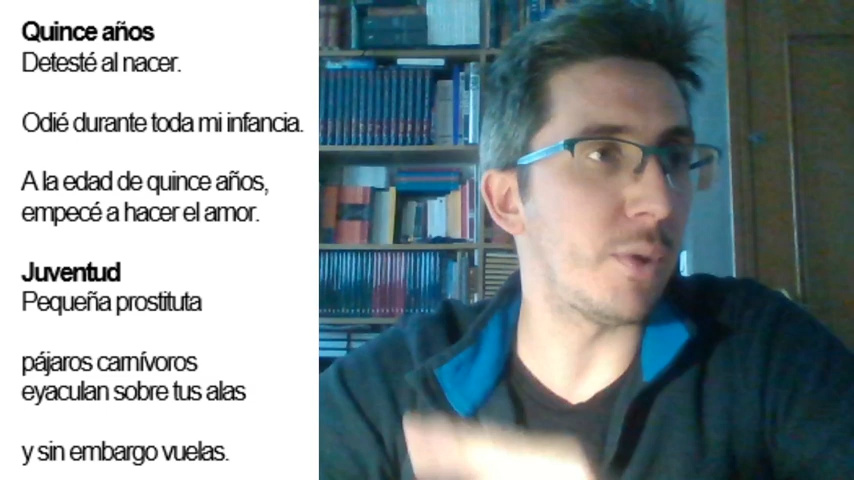 Quince años
Detesté al nacer.
Odié durante toda mi infancia.
A la edad de quince años,
empecé a hacer el amor.
Juventud
Pequeña prostituta
pájaros carnívoros
eyaculan sobre tus alas
y sin embargo vuelas.